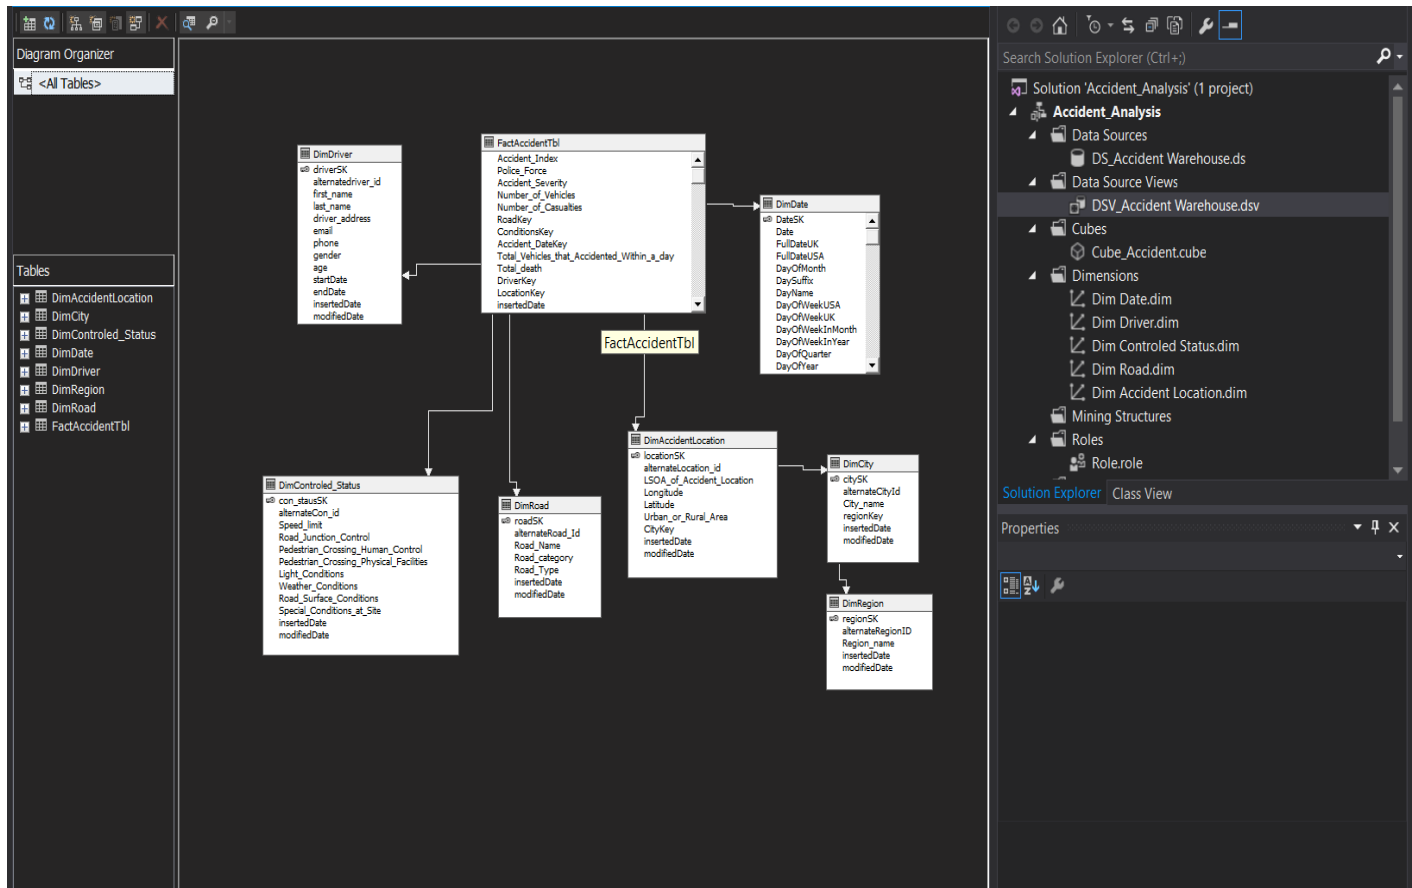 Diagram Organizer
<All Tables>
Tables
DimAccidentLocation
DimCity
DimControled_Status
DimDate
DimDriver
DimRegion
DimRoad
FactAccidentTbl
DimDriver
driverSK
alternatedriver_id
first_name
last_name
driver_address
email
phone
gender
age
startDate
endDate
insertedDate
modifiedDate
FactAccidentTbl
Accident_Index
Police_Force
Accident_Severity
Number_of_Vehicles
Number_of_Casualties
RoadKey
ConditionsKey
Accident_DateKey
Total_Vehicles_that_Accidented_Within_a_day
Total_death
DriverKey
LocationKey
insertedDate
FactAccidentTbl
DimDate
DateSK
Date
FullDateUK
FullDateUSA
DayOfMonth
DaySuffix
DayName
DayOfWeekUSA
DayOfWeekUK
DayOfWeekInMonth
DayOfWeekInYear
DayOfQuarter
DayOfYear
DimControled_Status
con_stausSK
alternateCon_id
Speed_limit
Road_Junction_Control
Pedestrian_Crossing_Human_Control
Pedestrian_Crossing_Physical_Facilities
Light_Conditions
Weather_Conditions
Road_Surface_Conditions
Special_Conditions_at_Site
insertedDate
modifiedDate
DimRoad
roadSK
alternateRoad_Id
Road_Name
Road_category
Road_Type
insertedDate
modifiedDate
DimAccidentLocation
locationSK
alternateLocation_id
LSOA_of_Accident_Location
Longitude
Latitude
Urban_or_Rural_Area
CityKey
insertedDate
modifiedDate
DimCity
citySK
alternateCityId
City_name
regionKey
insertedDate
modifiedDate
DimRegion
regionSK
alternateRegionID
Region_name
insertedDate
modifiedDate
Search Solution Explorer (Ctrl+;)
Solution 'Accident_Analysis' (1 project)
Accident_Analysis
Data Sources
DS_Accident Warehouse.ds
Data Source Views
DSV_Accident Warehouse.dsv
Cubes
Cube_Accident.cube
Dimensions
Dim Date.dim
Dim Driver.dim
Dim Controled Status.dim
Dim Road.dim
Dim Accident Location.dim
Mining Structures
Roles
Role.role
Solution Explorer Class View
Properties